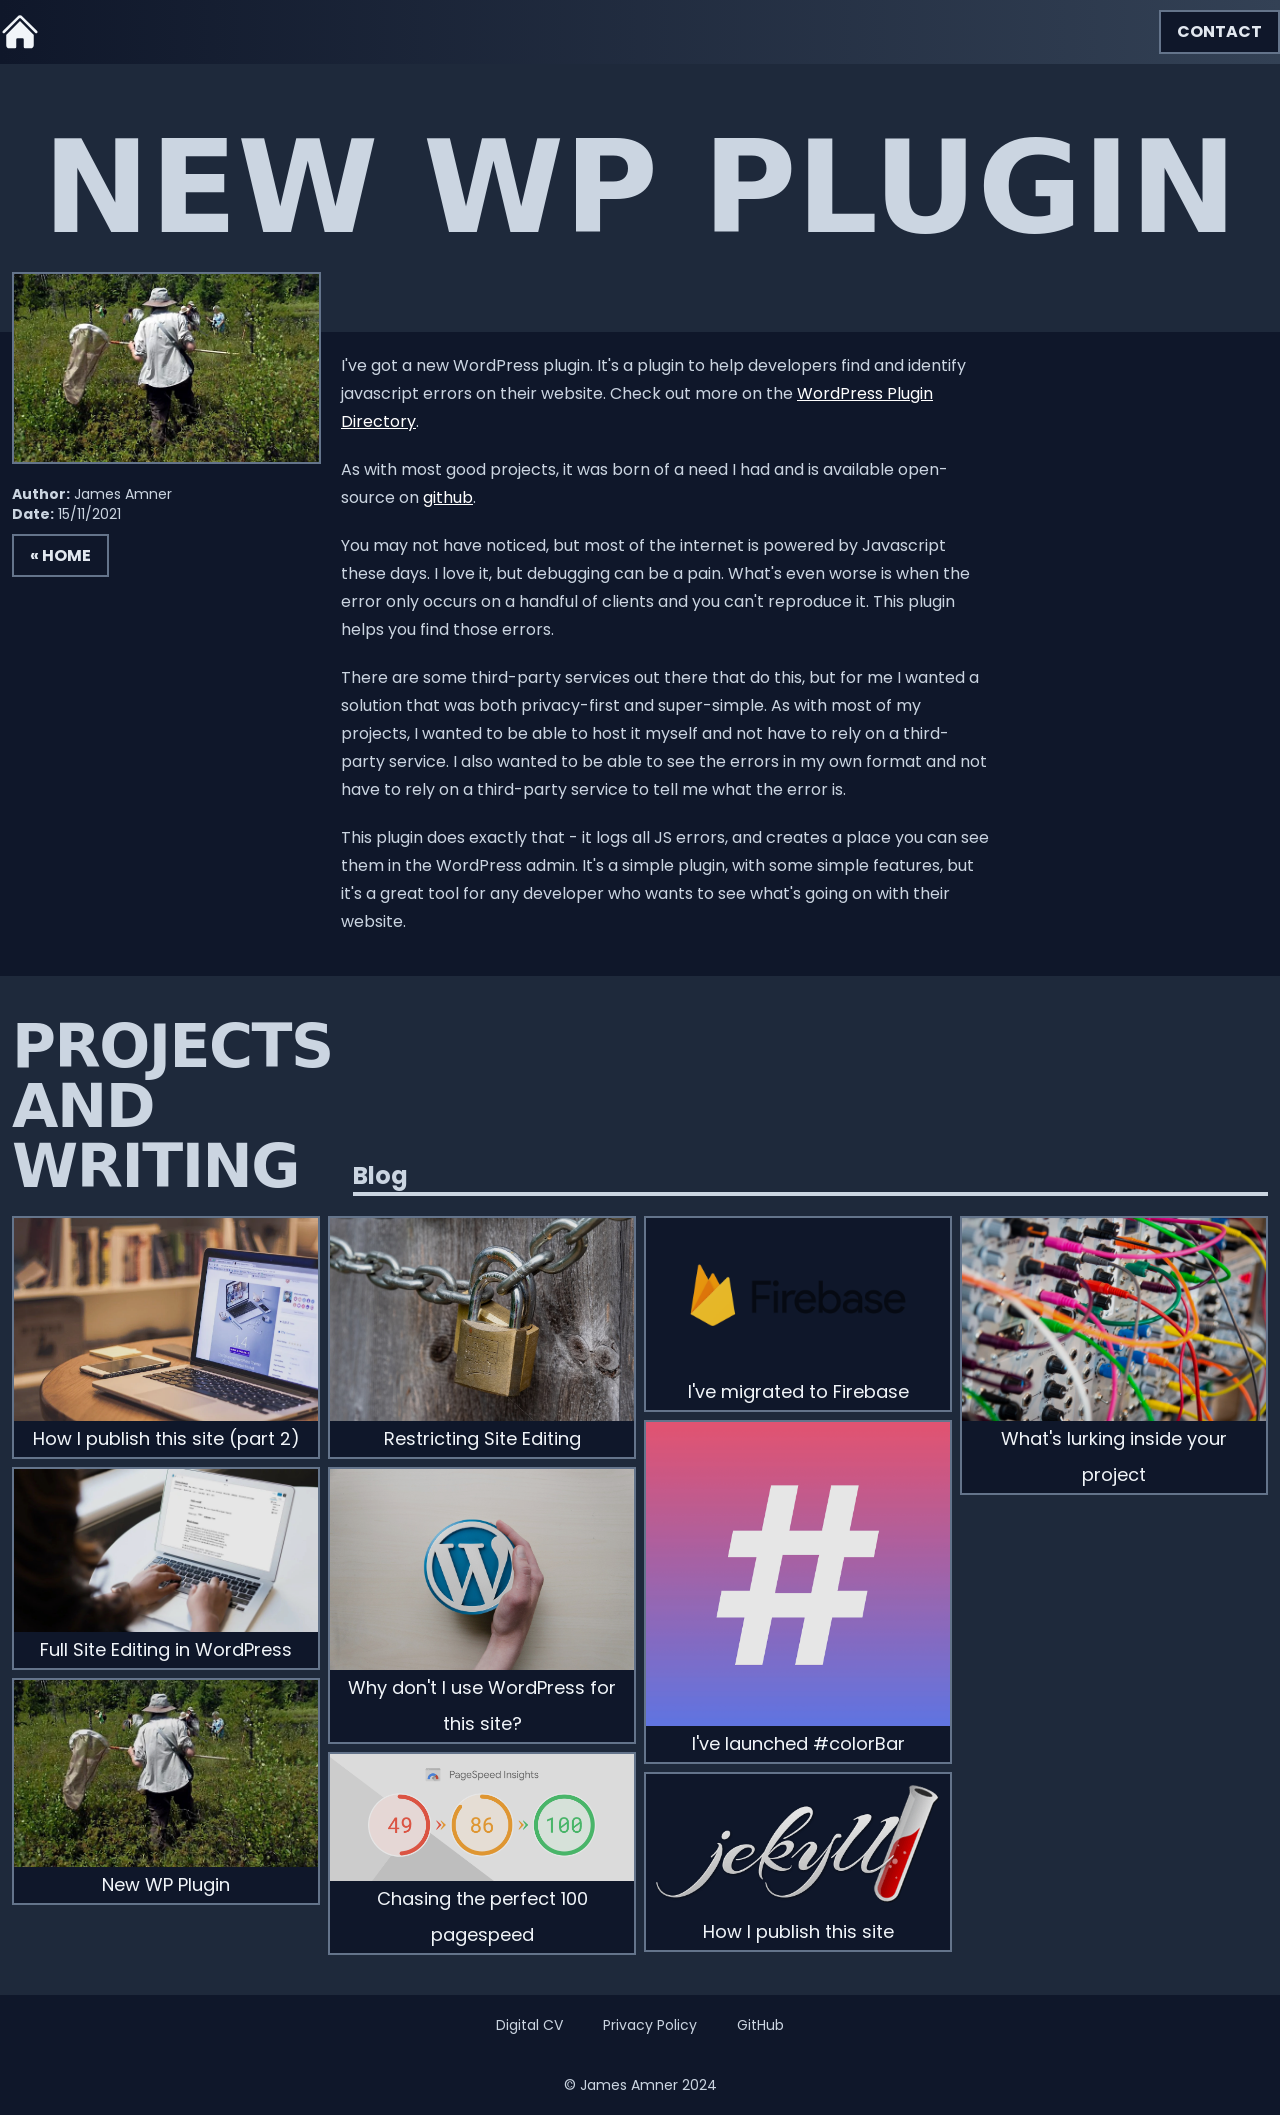 CONTACT
NEW WP PLUGIN
I've got a new WordPress plugin. It's a plugin to help developers find and identify
javascript errors on their website. Check out more on the WordPress Plugin
Directory.
As with most good projects, it was born of a need I had and is available open-
source on github.
You may not have noticed, but most of the internet is powered by Javascript
these days. I love it, but debugging can be a pain. What's even worse is when the
error only occurs on a handful of clients and you can't reproduce it. This plugin
helps you find those errors.
There are some third-party services out there that do this, but for me I wanted a
solution that was both privacy-first and super-simple. As with most of my
projects, I wanted to be able to host it myself and not have to rely on a third-
party service. I also wanted to be able to see the errors in my own format and not
have to rely on a third-party service to tell me what the error is.
This plugin does exactly that - it logs all JS errors, and creates a place you can see
them in the WordPress admin. It's a simple plugin, with some simple features, but
it's a great tool for any developer who wants to see what's going on with their
website.
Author: James Amner
Date: 15/11/2021
« HOME
PROJECTS
AND
WRITING
Blog
How I publish this site (part 2)
Full Site Editing in WordPress
New WP Plugin
Restricting Site Editing
W
Why don't I use WordPress for
this site?
PageSpeed Insights
49 » 86 » 100
Chasing the perfect 100
pagespeed
Firebase
I've migrated to Firebase
#
I've launched #colorBar
jekyll
How I publish this site
What's lurking inside your
project
Digital CV
Privacy Policy
GitHub
© James Amner 2024